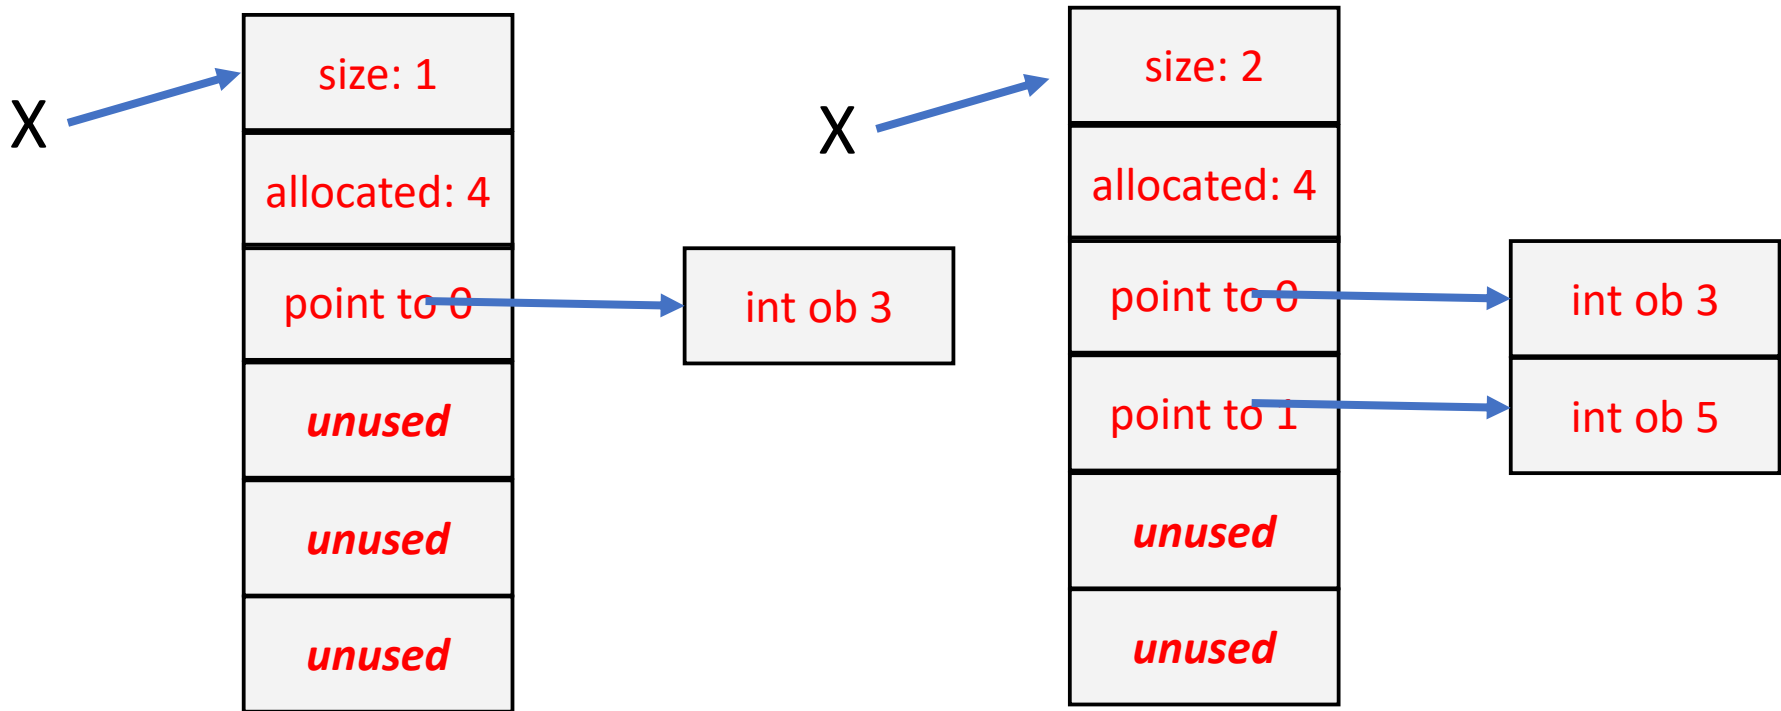 X
size: 1
allocated: 4
point to 0
unused
unused
unused
int ob 3
X
size: 2
allocated: 4
point to 0
point to 1
unused
unused
int ob 3
int ob 5